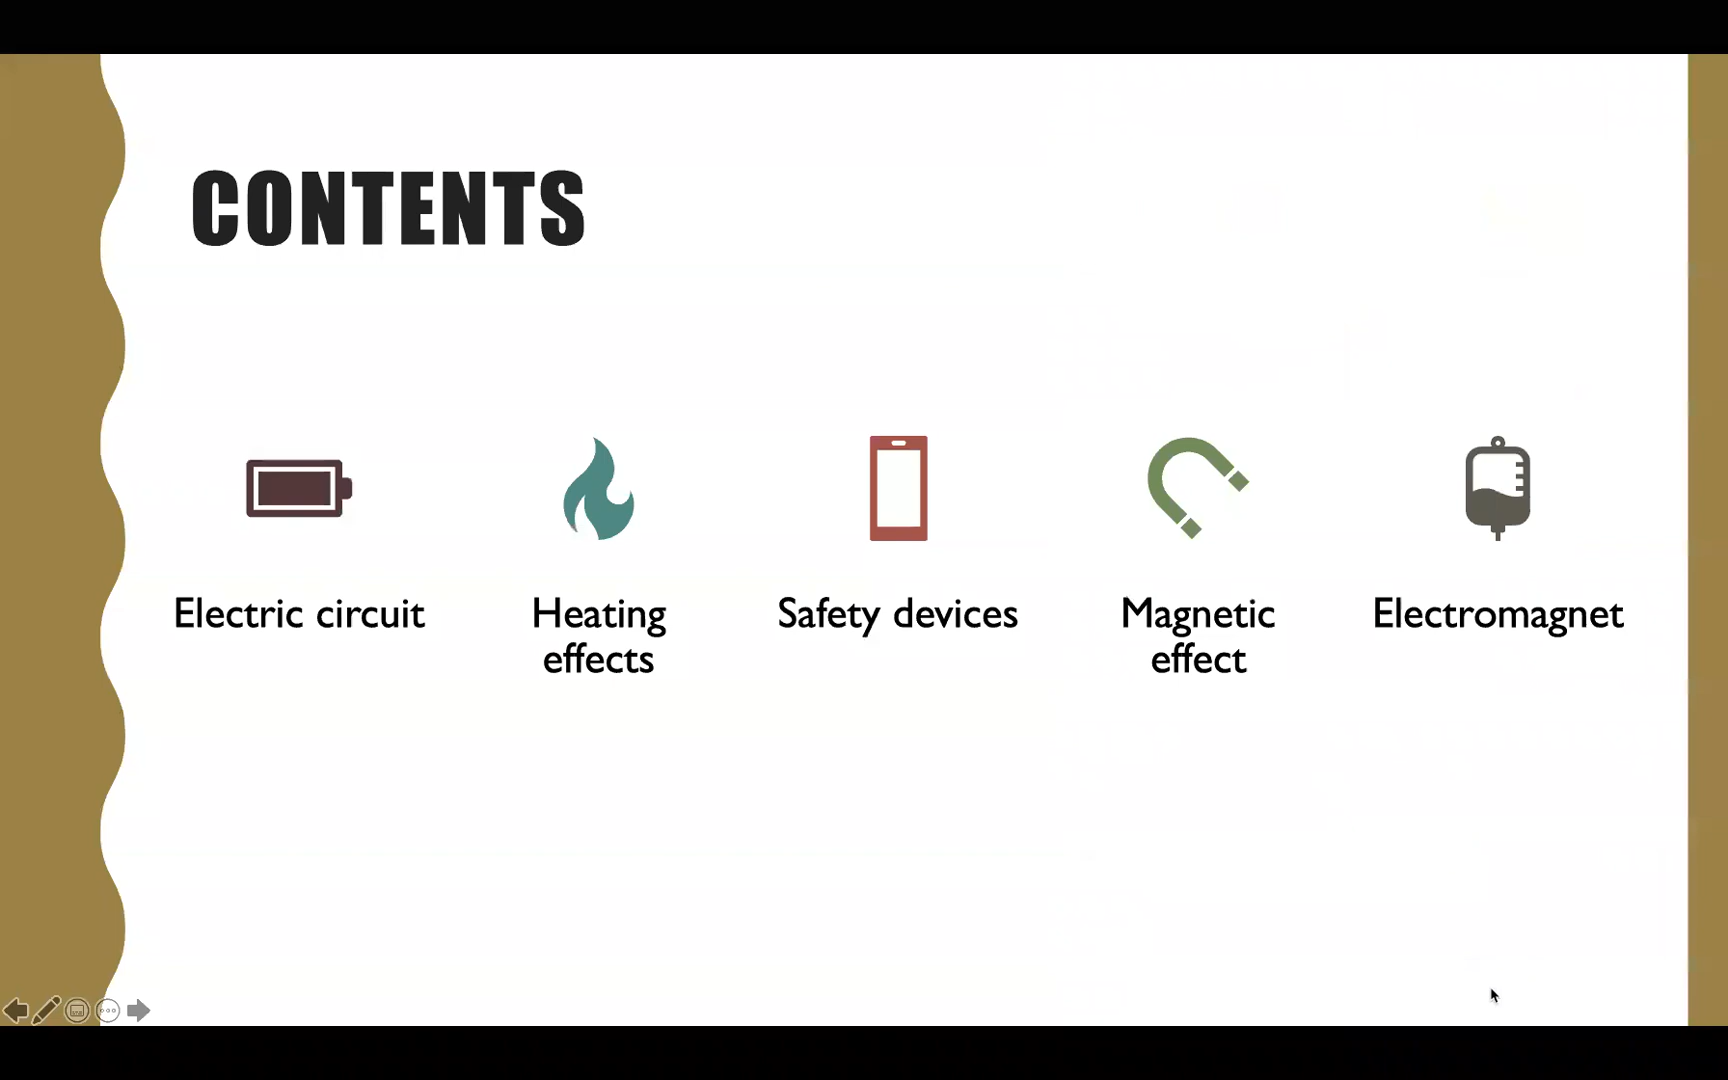 CONTENTS
Electric circuit
Heating
effects
Safety devices
Magnetic
effect
Electromagnet